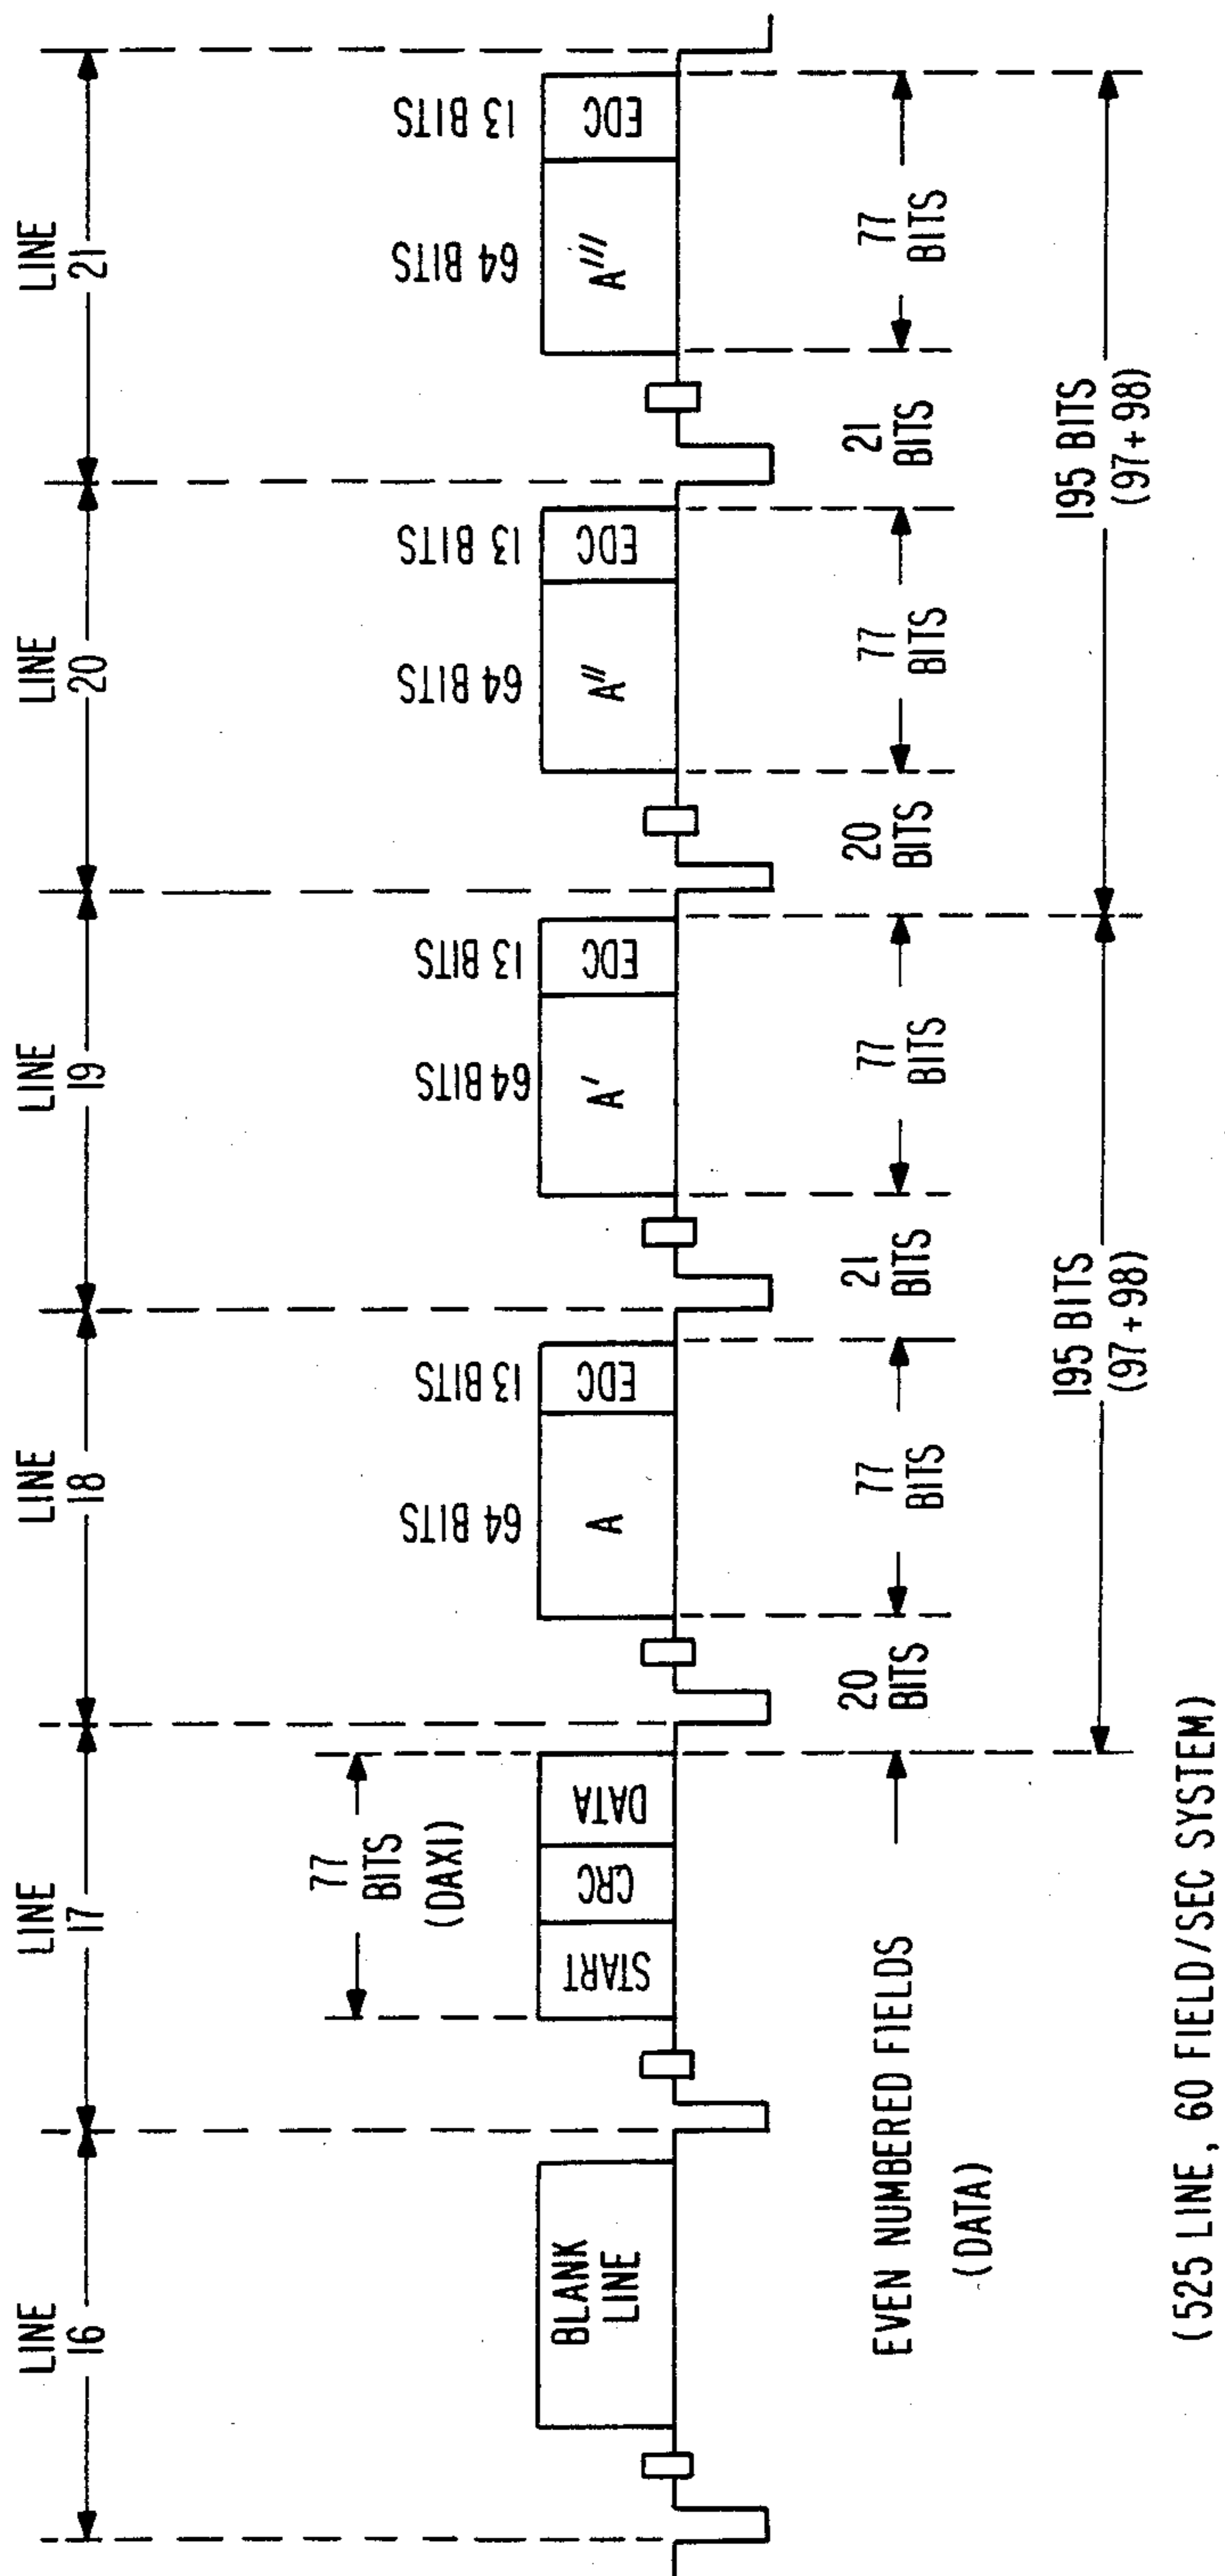 LINE
16
LINE
17
LINE
18
LINE
19
LINE
20
LINE
21
77
BITS
(DAXI)
64 BITS
13 BITS
64 BITS
13 BITS
64 BITS
13 BITS
64 BITS
13 BITS
BLANK
LINE
START
CRC
DATA
A
EDC
A'
EDC
A''
EDC
A'''
EDC
EVEN NUMBERED FIELDS
(DATA)
20
BITS
77
BITS
21
BITS
77
BITS
20
BITS
77
BITS
21
BITS
77
BITS
195 BITS
(97+98)
195 BITS
(97+98)
(525 LINE, 60 FIELD/SEC SYSTEM)